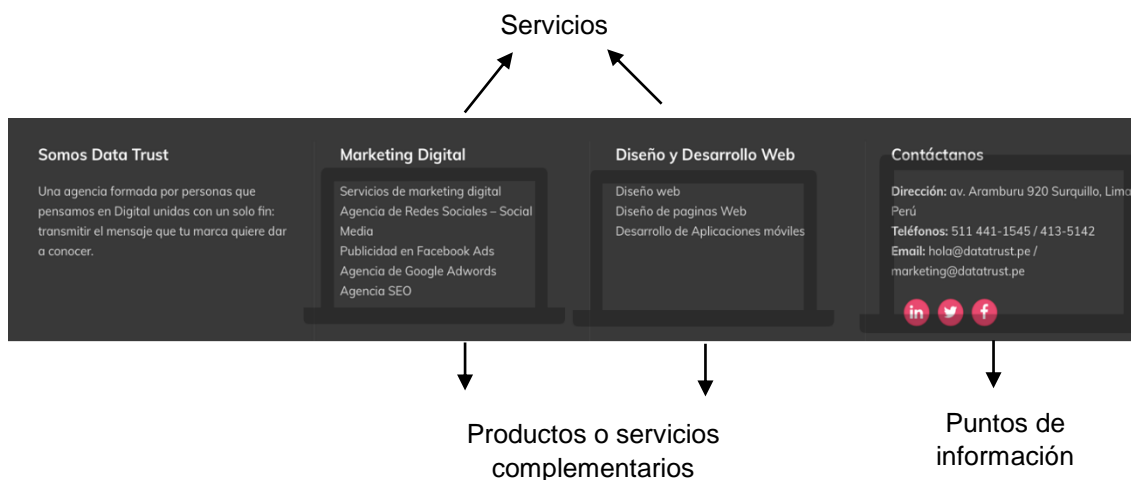 Servicios
Somos Data Trust
Una agencia formada por personas que
pensamos en Digital unidas con un solo fin:
transmitir el mensaje que tu marca quiere dar
a conocer.
Marketing Digital
Servicios de marketing digital
Agencia de Redes Sociales – Social
Media
Publicidad en Facebook Ads
Agencia de Google Adwords
Agencia SEO
Diseño y Desarrollo Web
Diseño web
Diseño de paginas Web
Desarrollo de Aplicaciones móviles
Contáctanos
Dirección: av. Aramburu 920 Surquillo, Lima
Perú
Teléfonos: 511 441-1545 / 413-5142
Email: hola@datatrust.pe /
marketing@datatrust.pe
in f
Productos o servicios
complementarios
Puntos de
información